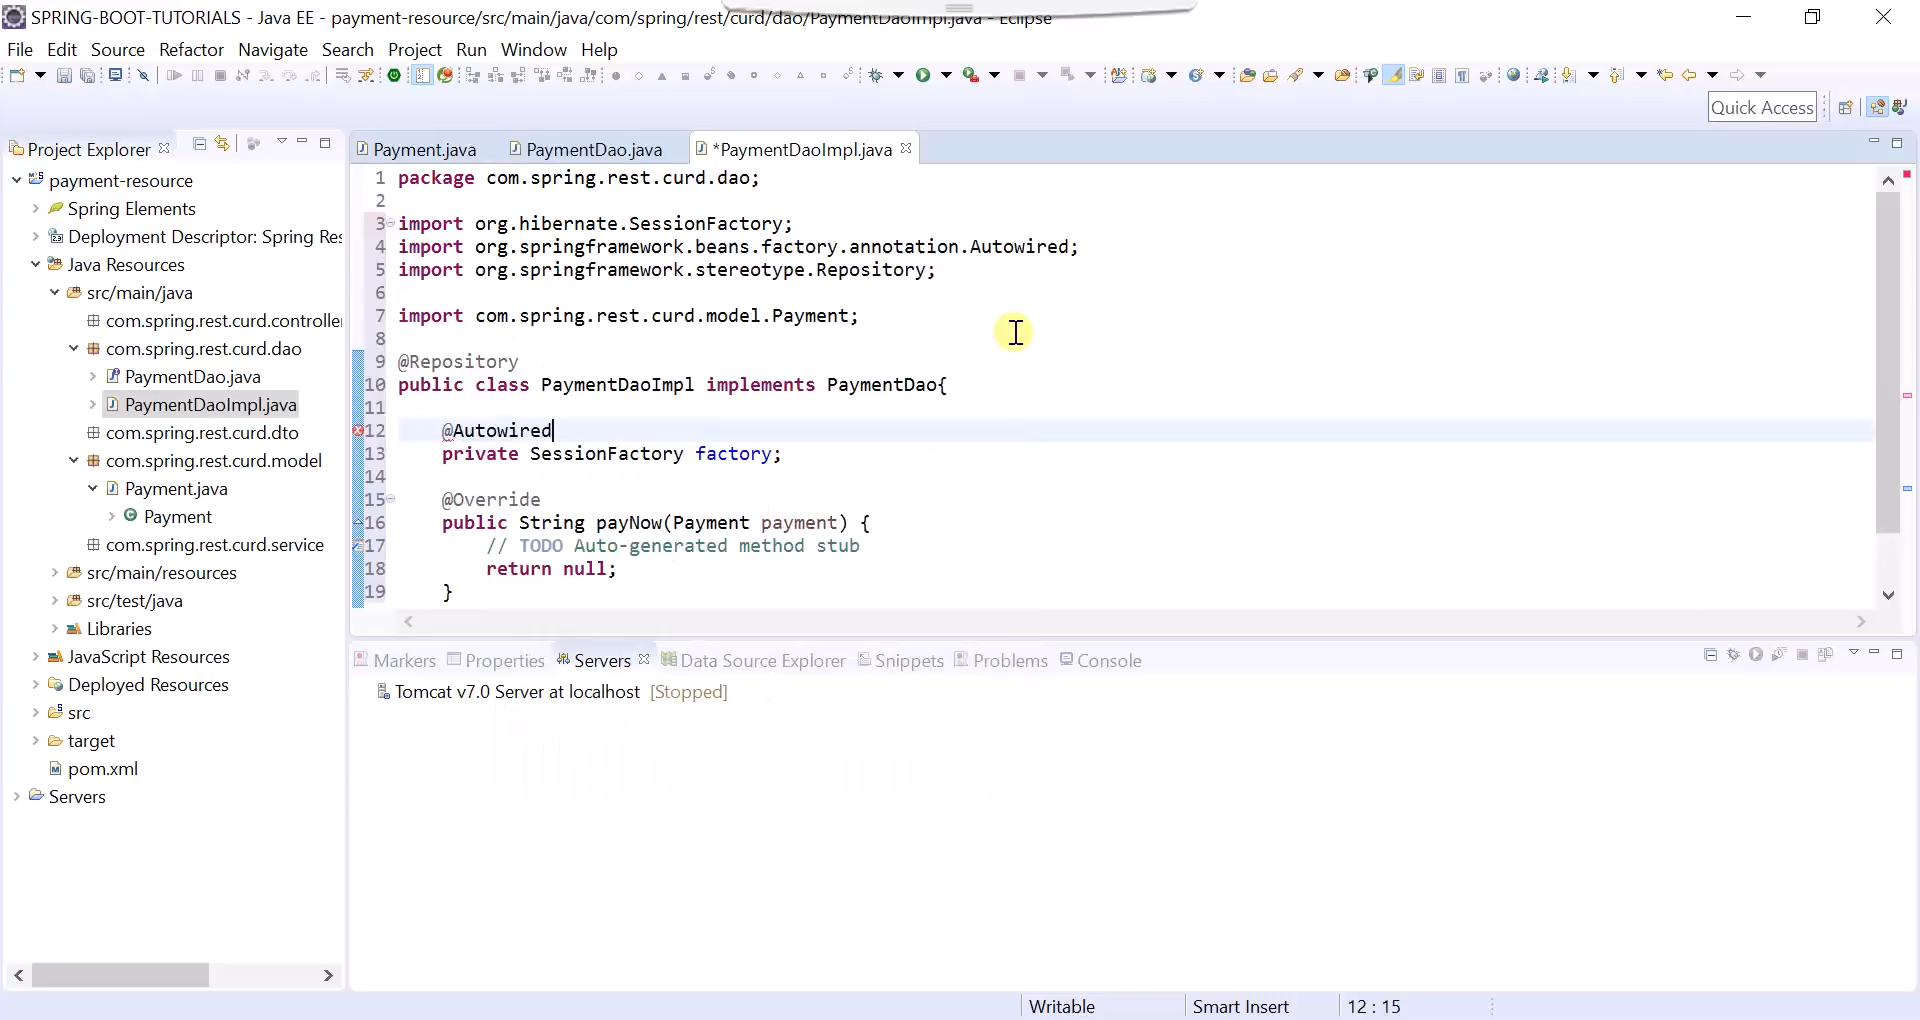 SPRING-BOOT-TUTORIALS - Java EE - payment-resource/src/main/java/com/spring/rest/curd/dao/PaymentDaoImpl.java - Eclipse
File Edit Source Refactor Navigate Search Project Run Window Help
Quick Access
Project Explorer
payment-resource
Spring Elements
Deployment Descriptor: Spring Res
Java Resources
src/main/java
com.spring.rest.curd.controlle
com.spring.rest.curd.dao
PaymentDao.java
PaymentDaoImpl.java
com.spring.rest.curd.dto
com.spring.rest.curd.model
Payment.java
Payment
com.spring.rest.curd.service
src/main/resources
src/test/java
Libraries
JavaScript Resources
Deployed Resources
src
target
pom.xml
Servers
Payment.java PaymentDao.java *PaymentDaoImpl.java
1 package com.spring.rest.curd.dao;
2
3 import org.hibernate.SessionFactory;
4 import org.springframework.beans.factory.annotation.Autowired;
5 import org.springframework.stereotype.Repository;
6
7 import com.spring.rest.curd.model.Payment;
8
9 @Repository
10 public class PaymentDaoImpl implements PaymentDao{
11
12 @Autowired
13 private SessionFactory factory;
14
15 @Override
16 public String payNow(Payment payment) {
17 // TODO Auto-generated method stub
18 return null;
19 }
Markers Properties Servers Data Source Explorer Snippets Problems Console
Tomcat v7.0 Server at localhost [Stopped]
Writable Smart Insert 12 : 15